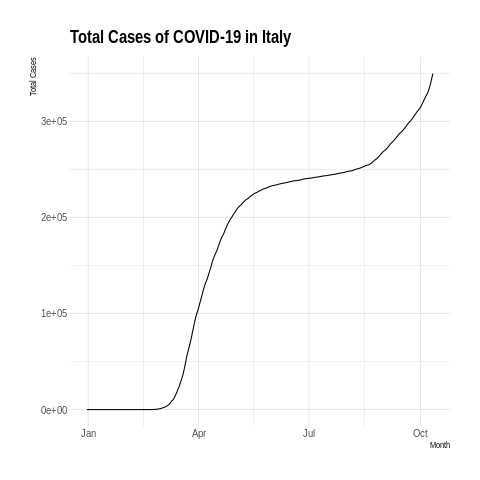 Total Cases of COVID-19 in Italy
Total Cases
3e+05
2e+05
1e+05
0e+00
Jan Apr Jul Oct
Month